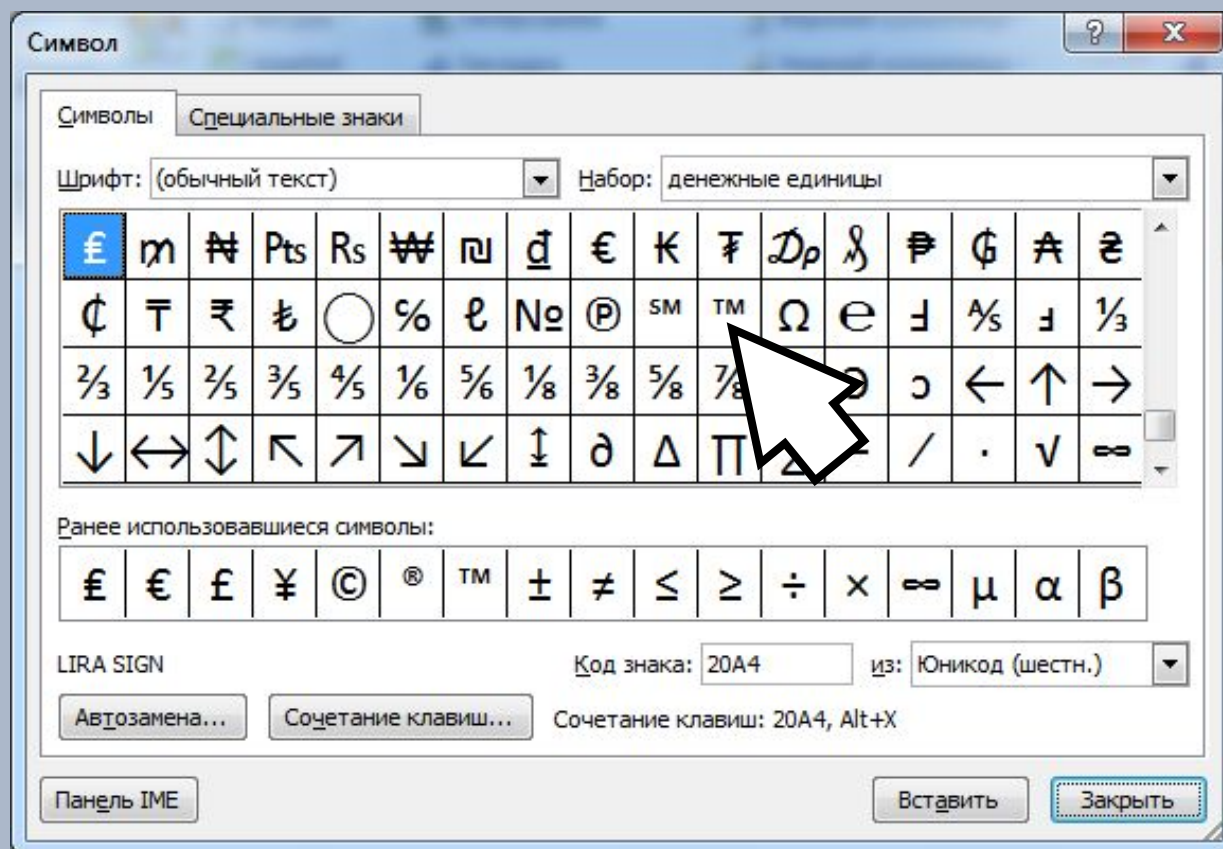 Символ
Символы Специальные знаки
Шрифт: (обычный текст) Набор: денежные единицы
₤ ₥ ₦ Pts Rs ₩ ₪ ₫ € ₭ ₮ ₯ ₰ ₱ ₲ ₳ ₴
₵ ₸ ₹ ₺ ◯ ℅ ℓ № ℗ ℠ ™ Ω ℮ Ⅎ ⅍ ⅎ ⅓
⅔ ⅕ ⅖ ⅗ ⅘ ⅙ ⅚ ⅛ ⅜ ⅝ ⅞ ↄ ← ↑ →
↓ ↔ ↕ ↖ ↗ ↘ ↙ ↨ ∂ ∆ ∏ ∕ ∙ √ ∞
Ранее использовавшиеся символы:
₤ € £ ¥ © ® ™ ± ≠ ≤ ≥ ÷ × ∞ µ α β
LIRA SIGN Код знака: 20A4 из: Юникод (шестн.)
Автозамена... Сочетание клавиш... Сочетание клавиш: 20A4, Alt+X
Панель IME Вставить Закрыть